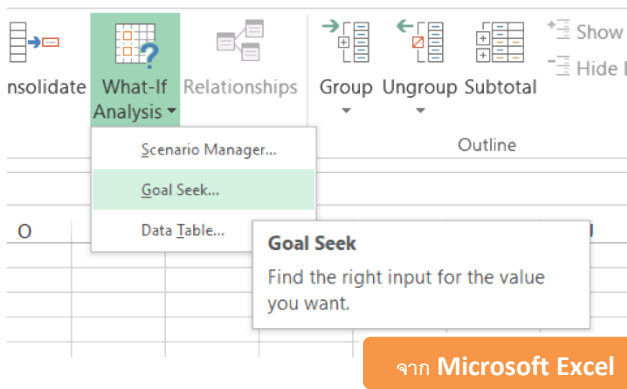 Show
Hide
nsolidate What-If Relationships Group Ungroup Subtotal
Analysis
Outline
Scenario Manager...
Goal Seek...
Data Table...
O
Goal Seek
Find the right input for the value
you want.
จาก Microsoft Excel